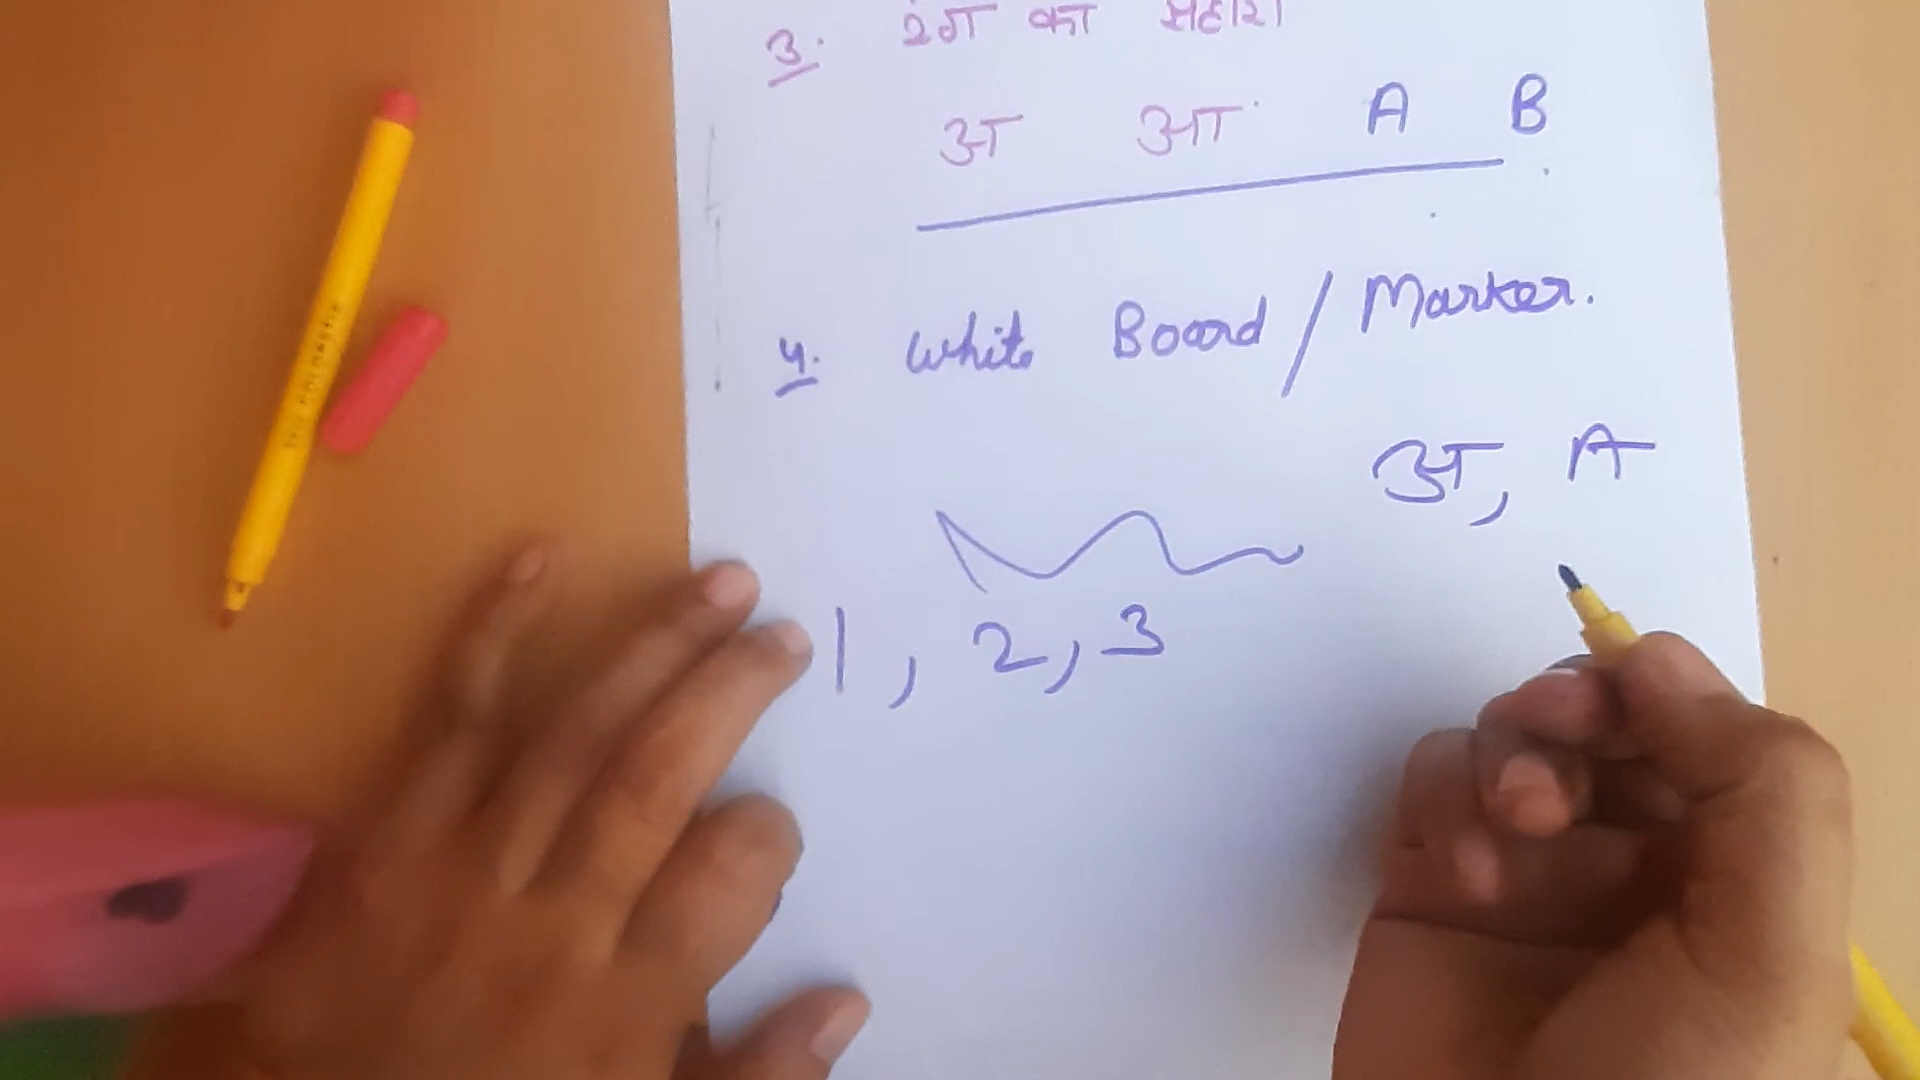 3. रंग का सहारा
अ आ A B
4. White Board / Marker.
अ, A
1, 2, 3